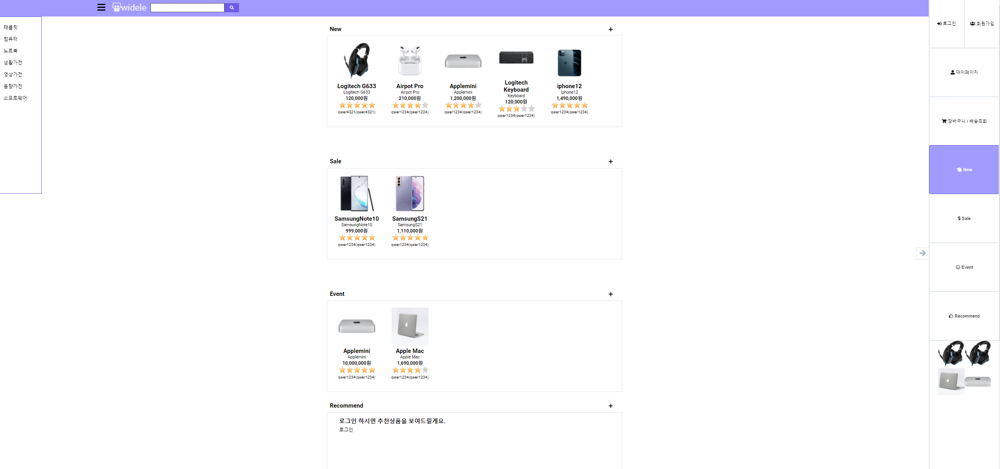 widele
태블릿
컴퓨터
노트북
생활가전
영상가전
음향가전
소프트웨어
New
Logitech G633
Logitech G633
120,000원
qwer4321(qwer4321)
Airpot Pro
Airpot Pro
210,000원
qwer1234(qwer1234)
Applemini
Applemini
1,200,000원
qwer1234(qwer1234)
Logitech
Keyboard
Keyboard
120,000원
qwer1234(qwer1234)
iphone12
iphone12
1,490,000원
qwer1234(qwer1234)
Sale
SamsungNote10
SamsungNote10
999,000원
qwer1234(qwer1234)
SamsungS21
SamsungS21
1,110,000원
qwer1234(qwer1234)
Event
Applemini
Applemini
10,000,000원
qwer1234(qwer1234)
Apple Mac
Apple Mac
1,690,000원
qwer1234(qwer1234)
Recommend
로그인 하시면 추천상품을 보여드릴게요.
로그인
로그인
회원가입
마이페이지
장바구니 / 배송조회
New
$ Sale
Event
Recommend